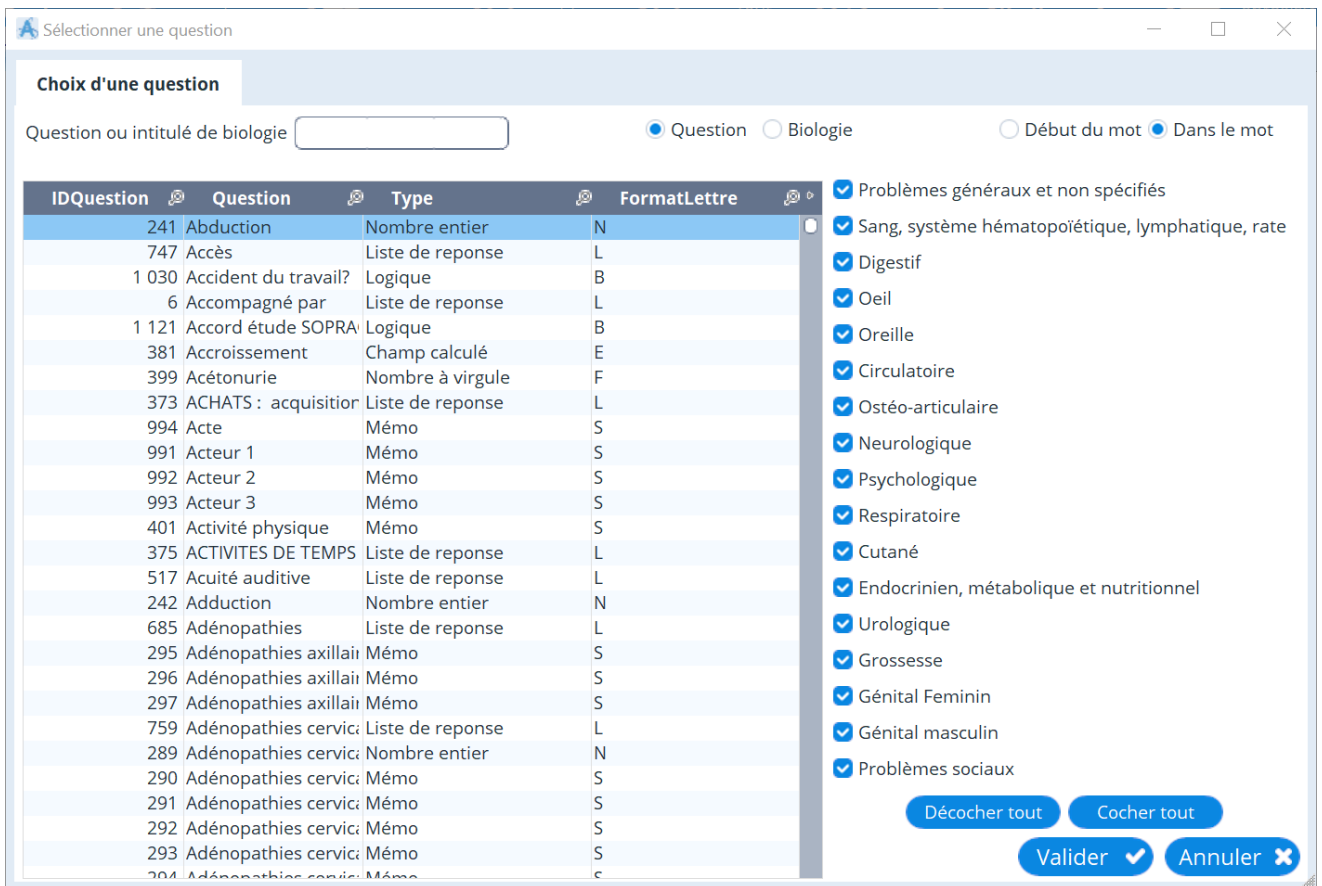 Sélectionner une question
Choix d'une question
Question ou intitulé de biologie Question Biologie Début du mot Dans le mot
IDQuestion Question Type FormatLettre
241 Abduction Nombre entier N
747 Accès Liste de reponse L
1 030 Accident du travail? Logique B
6 Accompagné par Liste de reponse L
1 121 Accord étude SOPRA Logique B
381 Accroissement Champ calculé E
399 Acétonurie Nombre à virgule F
373 ACHATS : acquisition Liste de reponse L
994 Acte Mémo S
991 Acteur 1 Mémo S
992 Acteur 2 Mémo S
993 Acteur 3 Mémo S
401 Activité physique Mémo S
375 ACTIVITES DE TEMPS Liste de reponse L
517 Acuité auditive Liste de reponse L
242 Adduction Nombre entier N
685 Adénopathies Liste de reponse L
295 Adénopathies axillair Mémo S
296 Adénopathies axillair Mémo S
297 Adénopathies axillair Mémo S
759 Adénopathies cervica Liste de reponse L
289 Adénopathies cervica Nombre entier N
290 Adénopathies cervica Mémo S
291 Adénopathies cervica Mémo S
292 Adénopathies cervica Mémo S
293 Adénopathies cervica Mémo S
294 Adénopathies cervica Mémo S
Problèmes généraux et non spécifiés
Sang, système hématopoïétique, lymphatique, rate
Digestif
Oeil
Oreille
Circulatoire
Ostéo-articulaire
Neurologique
Psychologique
Respiratoire
Cutané
Endocrinien, métabolique et nutritionnel
Urologique
Grossesse
Génital Feminin
Génital masculin
Problèmes sociaux
Décocher tout Cocher tout
Valider Annuler